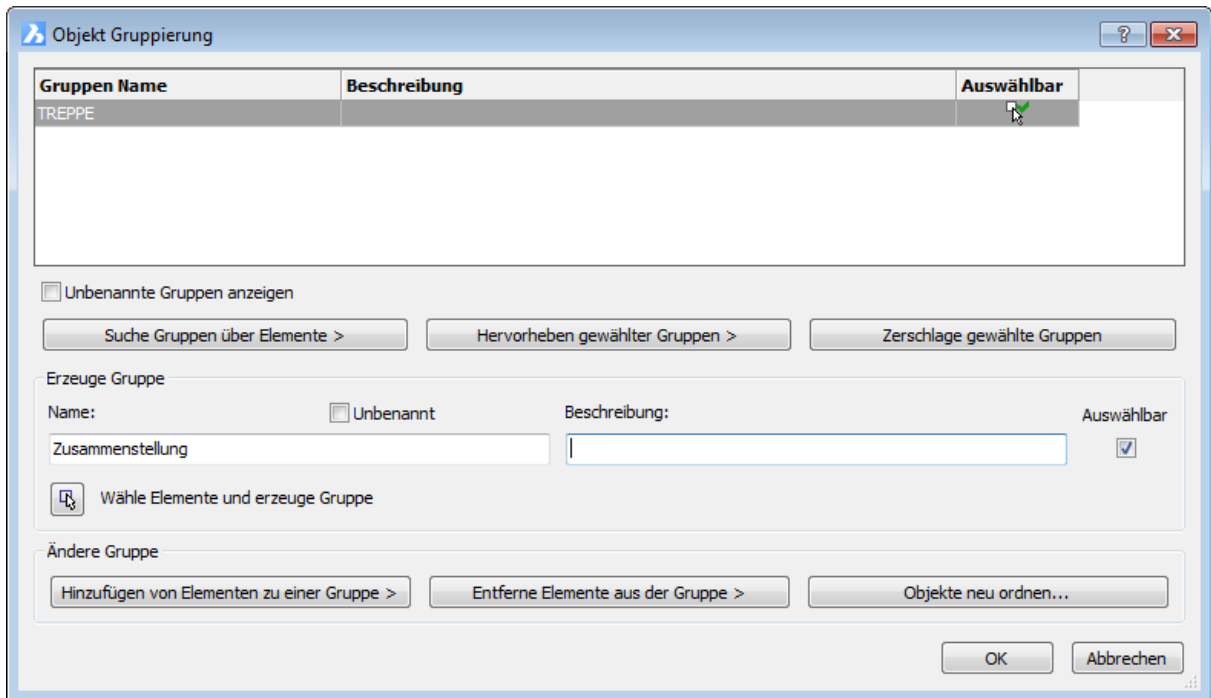 Objekt Gruppierung
Gruppen Name Beschreibung Auswählbar
TREPPE
Unbenannte Gruppen anzeigen
Suche Gruppen über Elemente > Hervorheben gewählter Gruppen > Zerschlage gewählte Gruppen
Erzeuge Gruppe
Name: Unbenannt Beschreibung: Auswählbar
Zusammenstellung
Wähle Elemente und erzeuge Gruppe
Ändere Gruppe
Hinzufügen von Elementen zu einer Gruppe > Entferne Elemente aus der Gruppe > Objekte neu ordnen...
OK Abbrechen